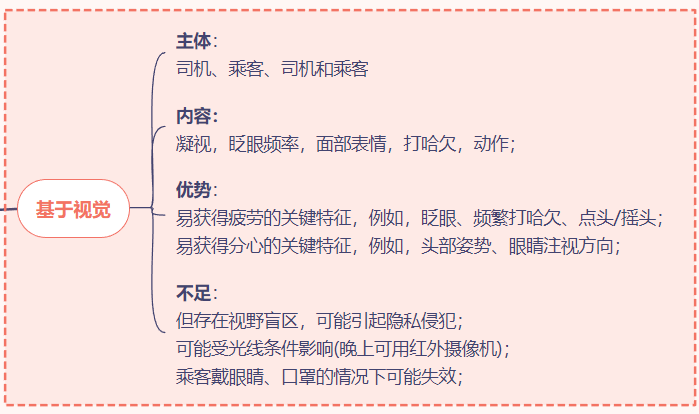 基于视觉
主体：
司机、乘客、司机和乘客
内容：
凝视，眨眼频率，面部表情，打哈欠，动作；
优势：
易获得疲劳的关键特征，例如，眨眼、频繁打哈欠、点头/摇头；
易获得分心的关键特征，例如，头部姿势、眼睛注视方向；
不足：
但存在视野盲区，可能引起隐私侵犯；
可能受光线条件影响(晚上可用红外摄像机)；
乘客戴眼睛、口罩的情况下可能失效；